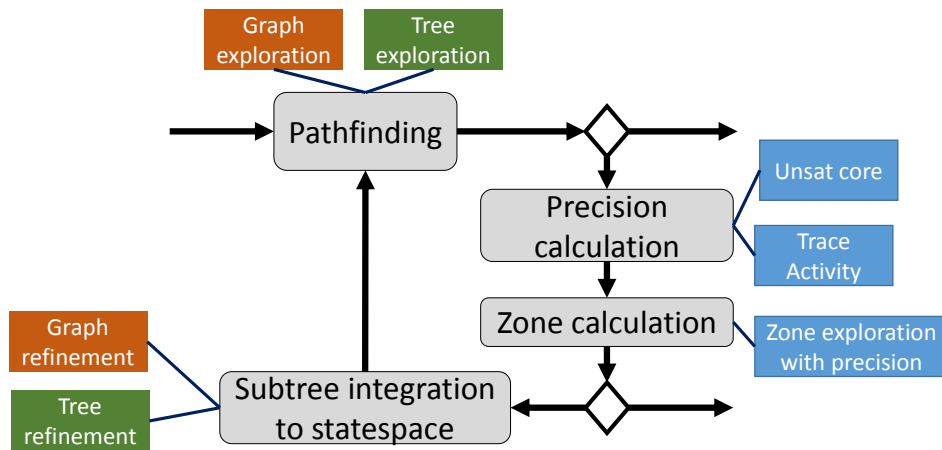 Graph
exploration
Tree
exploration
Pathfinding
Unsat core
Precision
calculation
Trace
Activity
Zone calculation
Zone exploration
with precision
Graph
refinement
Tree
refinement
Subtree integration
to statespace